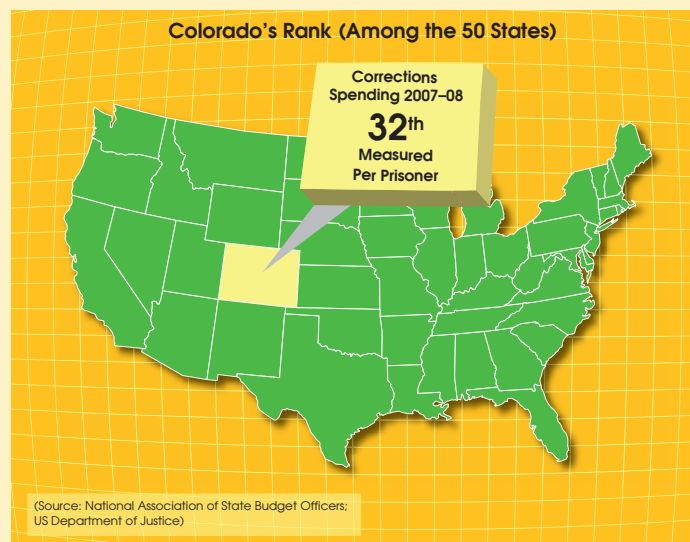 Colorado's Rank (Among the 50 States)
Corrections
Spending 2007–08
32th
Measured
Per Prisoner
(Source: National Association of State Budget Officers;
US Department of Justice)